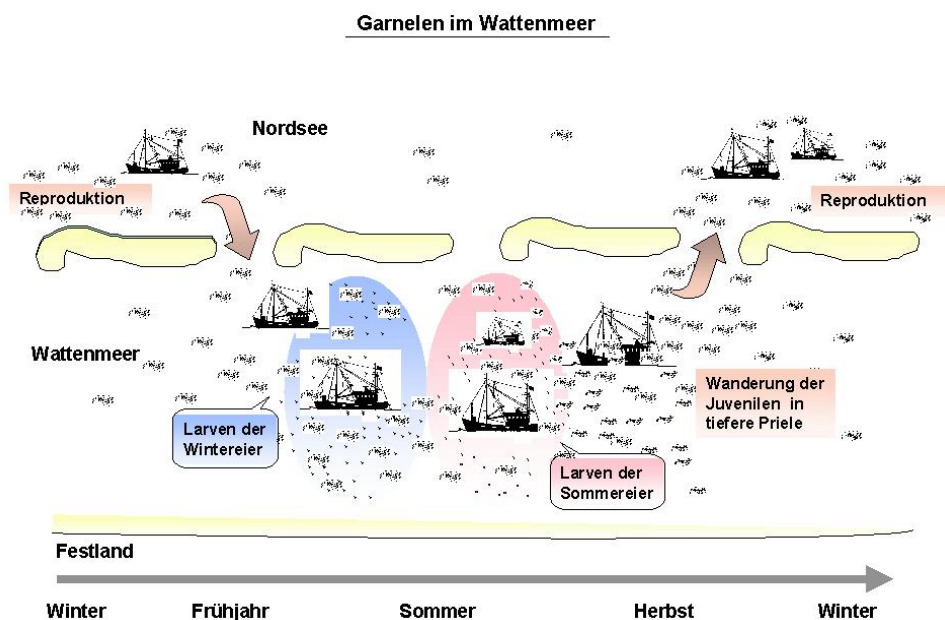 Garnelen im Wattenmeer
Nordsee
Reproduktion
Reproduktion
Wattenmeer
Wanderung der
Juvenilen in
tiefere Priele
Larven der
Wintereier
Larven der
Sommereier
Festland
Winter
Frühjahr
Sommer
Herbst
Winter